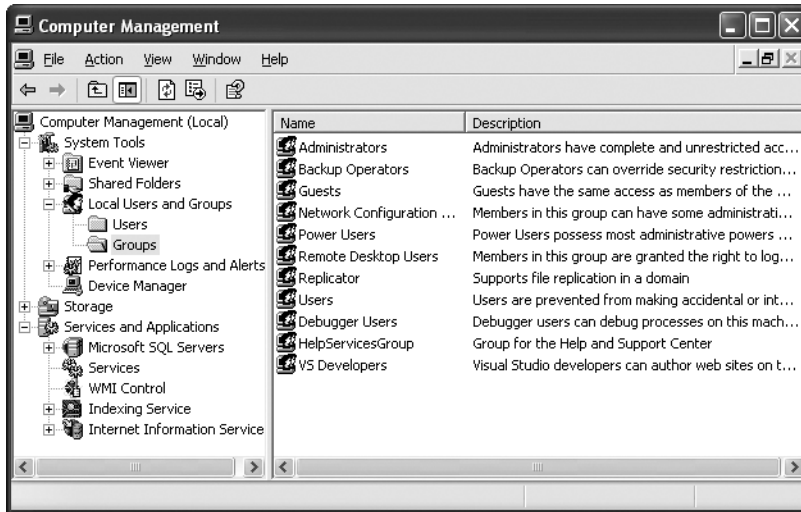 Computer Management
File Action View Window Help
Computer Management (Local)
System Tools
Event Viewer
Shared Folders
Local Users and Groups
Users
Groups
Performance Logs and Alerts
Device Manager
Storage
Services and Applications
Microsoft SQL Servers
Services
WMI Control
Indexing Service
Internet Information Service
Name Description
Administrators Administrators have complete and unrestricted acc...
Backup Operators Backup Operators can override security restriction...
Guests Guests have the same access as members of the ...
Network Configuration ... Members in this group can have some administrati...
Power Users Power Users possess most administrative powers ...
Remote Desktop Users Members in this group are granted the right to log...
Replicator Supports file replication in a domain
Users Users are prevented from making accidental or int...
Debugger Users Debugger users can debug processes on this mach...
HelpServicesGroup Group for the Help and Support Center
VS Developers Visual Studio developers can author web sites on t...